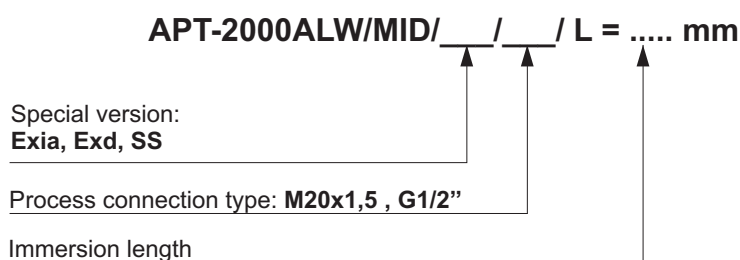 APT-2000ALW/MID/___/___/ L = ..... mm
Special version:
Exia, Exd, SS
Process connection type: M20x1,5 , G1/2”
Immersion length